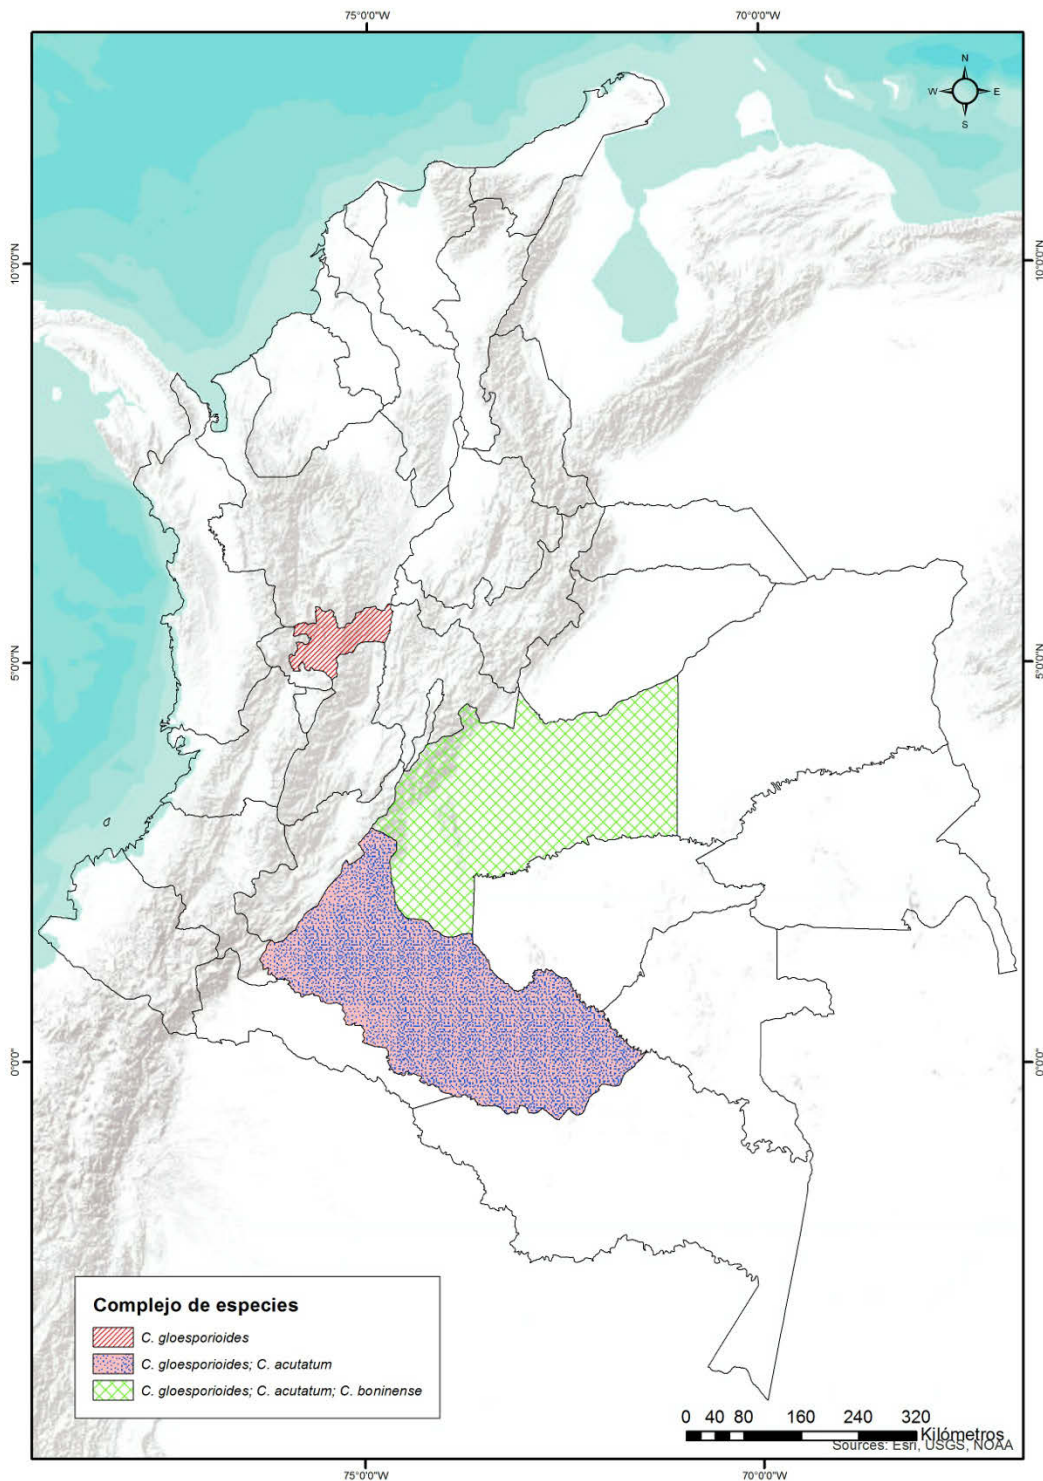 75°0'0"W 70°0'0"W
N
W E
S
10°0'0"N 10°0'0"N
5°0'0"N 5°0'0"N
0°0'0" 0°0'0"
Complejo de especies
C. gloesporioides
C. gloesporioides; C. acutatum
C. gloesporioides; C. acutatum; C. boninense
0 40 80 160 240 320
Kilómetros
Sources: Esri, USGS, NOAA
75°0'0"W 70°0'0"W